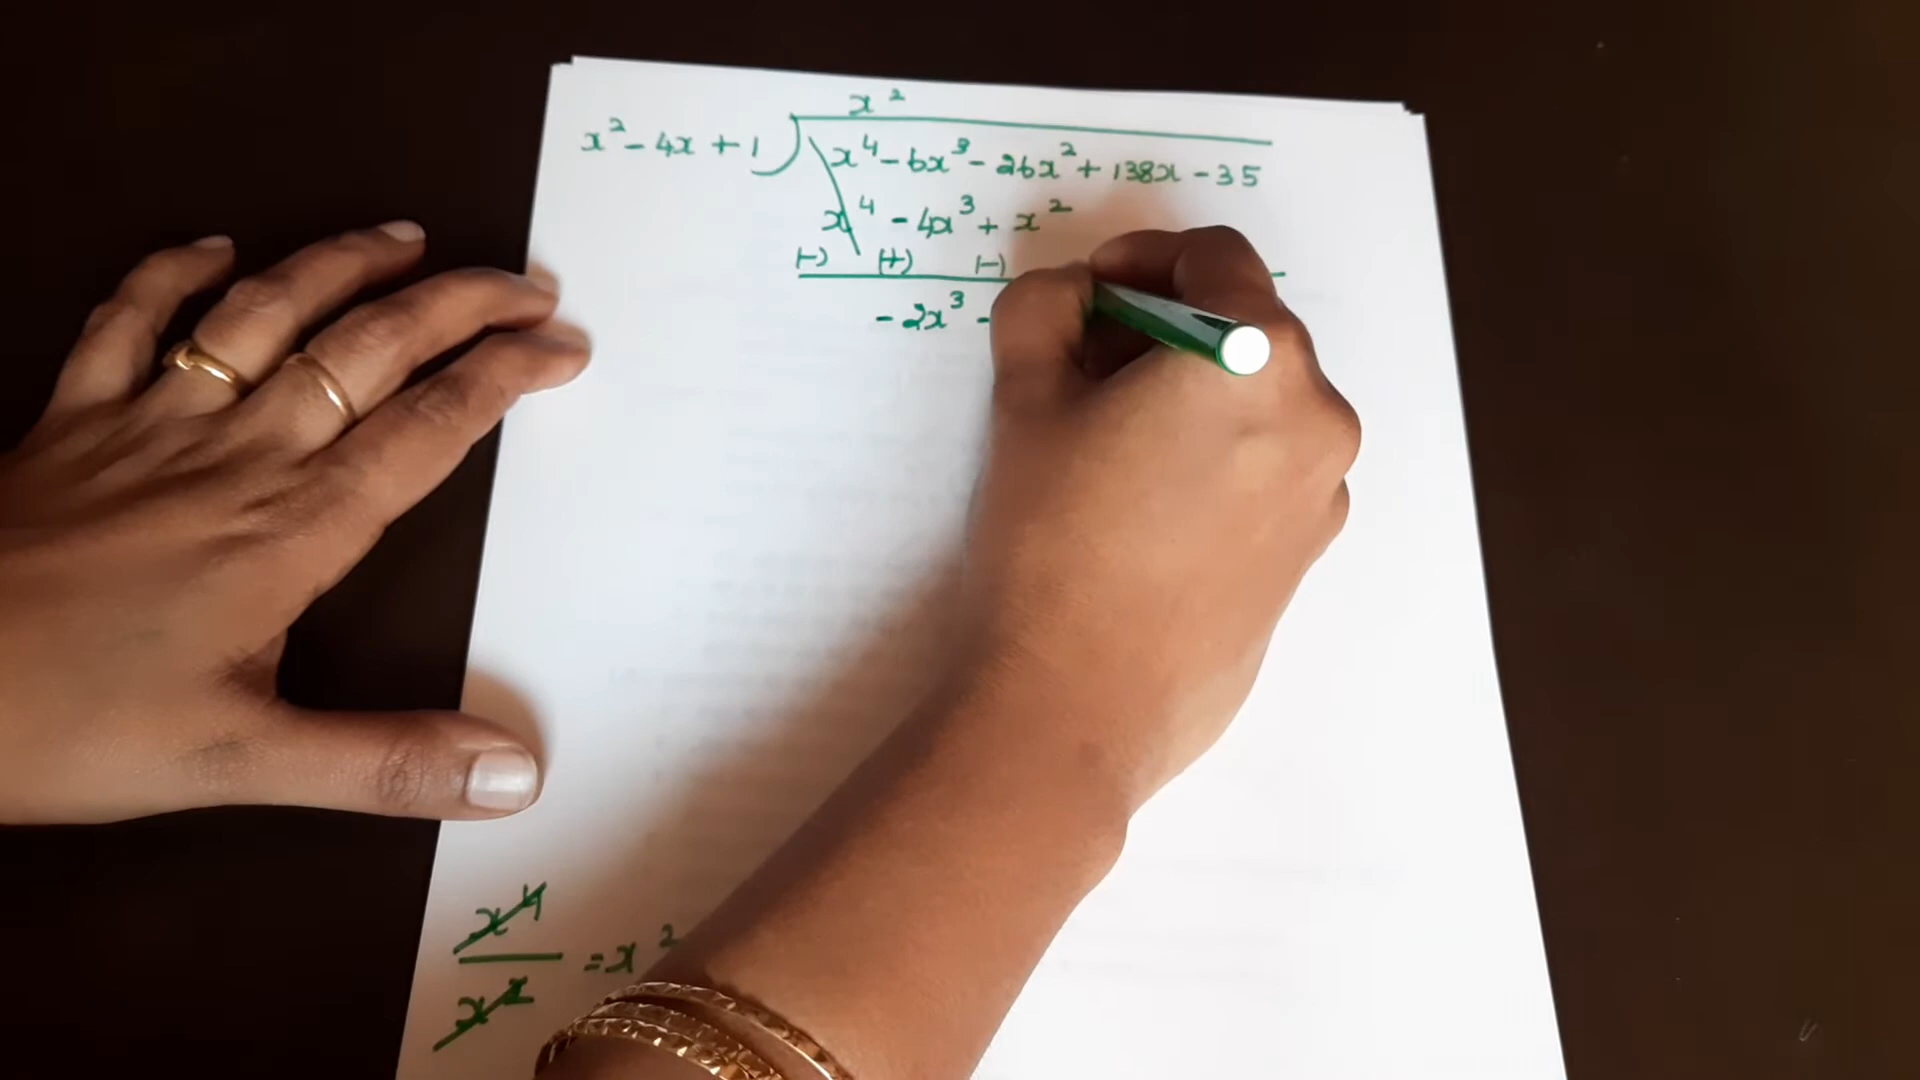 x²
x² - 4x + 1 ) x⁴ - 6x³ - 26x² + 138x - 35
x⁴ - 4x³ + x²
(-) (+) (-)
- 2x³ -
x⁴/x² = x²